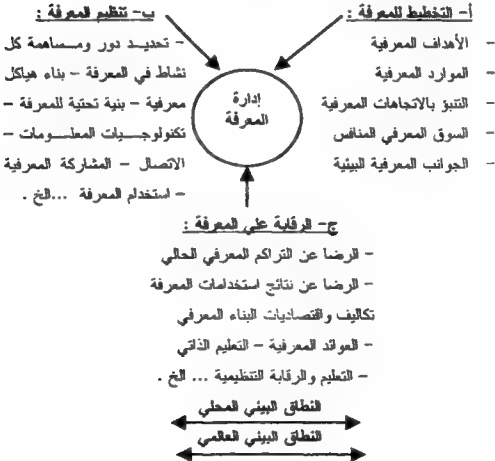 أ- التخطيط للمعرفة :
- الأهداف المعرفية
- الموارد المعرفية
- التنبؤ بالاتجاهات المعرفية
- السوق المعرفي المنافس
- الجوانب المعرفية البيئية
ب- تنظيم المعرفة :
- تحديد دور ومساهمة كل
نشاط في المعرفة - بناء هياكل
معرفية - بنية تحتية للمعرفة -
تكنولوجيات المعلومات -
الاتصال - المشاركة المعرفية
- استخدام المعرفة ...الخ .
إدارة
المعرفة
ج- الرقابة على المعرفة :
- الرضا عن التراكم المعرفي الحالي
- الرضا عن نتائج استخدامات المعرفة
تكاليف واقتصاديات البناء المعرفي
- العوائد المعرفية - التعليم الذاتي
- التعليم والرقابة التنظيمية ... الخ .
النطاق البيئي المحلي
النطاق البيئي العالمي